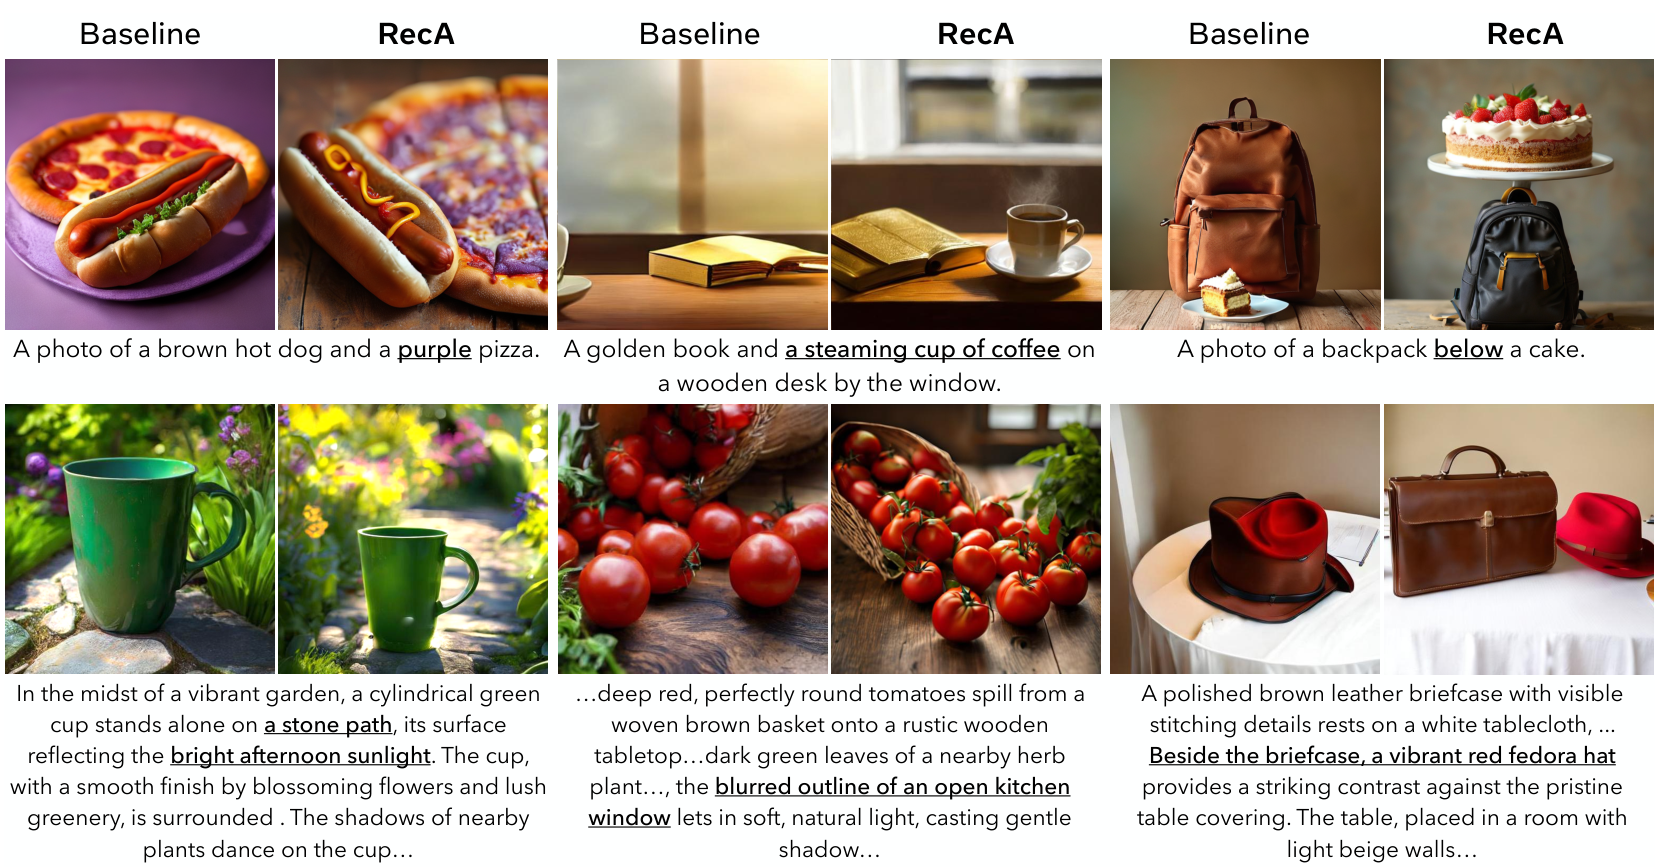 Baseline RecA Baseline RecA Baseline RecA
A photo of a brown hot dog and a purple pizza.
A golden book and a steaming cup of coffee on
a wooden desk by the window.
A photo of a backpack below a cake.
In the midst of a vibrant garden, a cylindrical green
cup stands alone on a stone path, its surface
reflecting the bright afternoon sunlight. The cup,
with a smooth finish by blossoming flowers and lush
greenery, is surrounded . The shadows of nearby
plants dance on the cup…
…deep red, perfectly round tomatoes spill from a
woven brown basket onto a rustic wooden
tabletop…dark green leaves of a nearby herb
plant…, the blurred outline of an open kitchen
window lets in soft, natural light, casting gentle
shadow…
A polished brown leather briefcase with visible
stitching details rests on a white tablecloth, ...
Beside the briefcase, a vibrant red fedora hat
provides a striking contrast against the pristine
table covering. The table, placed in a room with
light beige walls…